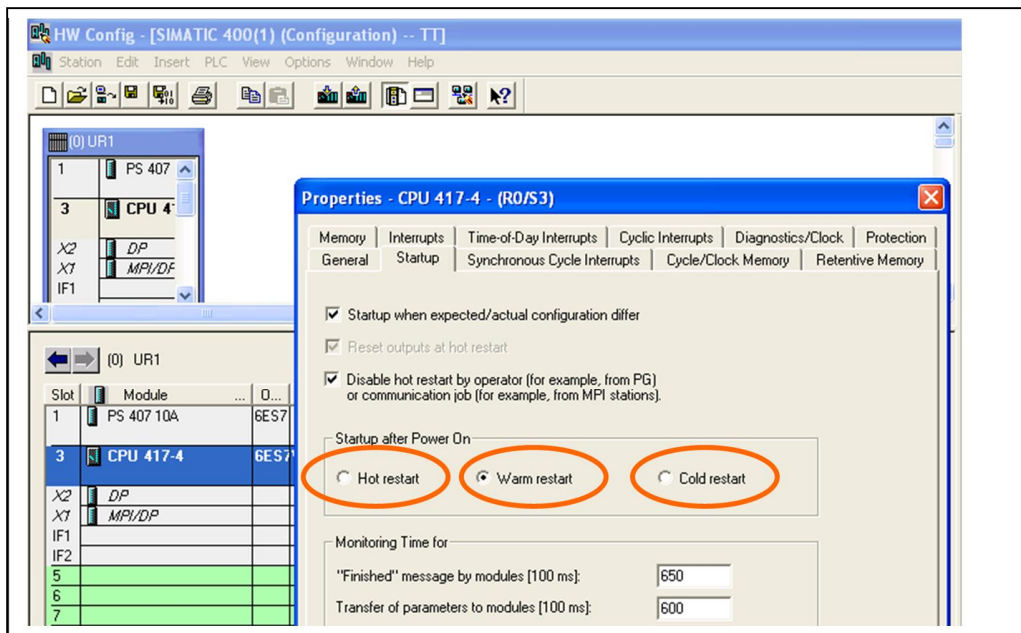 HW Config - [SIMATIC 400(1) (Configuration) -- TT]
Station Edit Insert PLC View Options Window Help
(0) UR1
1 PS 407
3 CPU 4
X2 DP
X1 MPI/DP
IF1
Properties - CPU 417-4 - (R0/S3)
Memory Interrupts Time-of-Day Interrupts Cyclic Interrupts Diagnostics/Clock Protection
General Startup Synchronous Cycle Interrupts Cycle/Clock Memory Retentive Memory
Startup when expected/actual configuration differ
Reset outputs at hot restart
Disable hot restart by operator (for example, from PG)
or communication job (for example, from MPI stations).
Startup after Power On
Hot restart Warm restart Cold restart
Monitoring Time for
"Finished" message by modules [100 ms]: 650
Transfer of parameters to modules [100 ms]: 600
(0) UR1
Slot Module ... O...
1 PS 407 10A 6ES7
3 CPU 417-4 6ES7
X2 DP
X1 MPI/DP
IF1
IF2
5
6
7